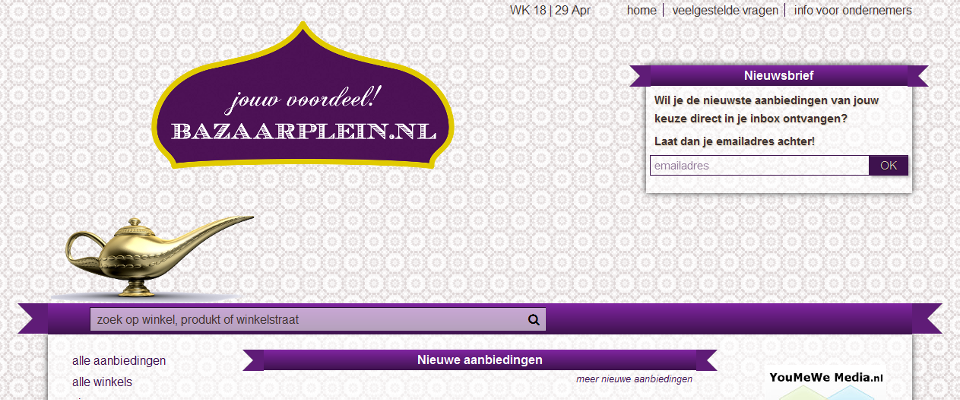 WK 18 | 29 Apr
home | veelgestelde vragen | info voor ondernemers
jouw voordeel!
BAZAARPLEIN.NL
Nieuwsbrief
Wil je de nieuwste aanbiedingen van jouw
keuze direct in je inbox ontvangen?
Laat dan je emailadres achter!
emailadres
OK
zoek op winkel, produkt of winkelstraat
alle aanbiedingen
alle winkels
Nieuwe aanbiedingen
meer nieuwe aanbiedingen
YouMeWe Media.nl